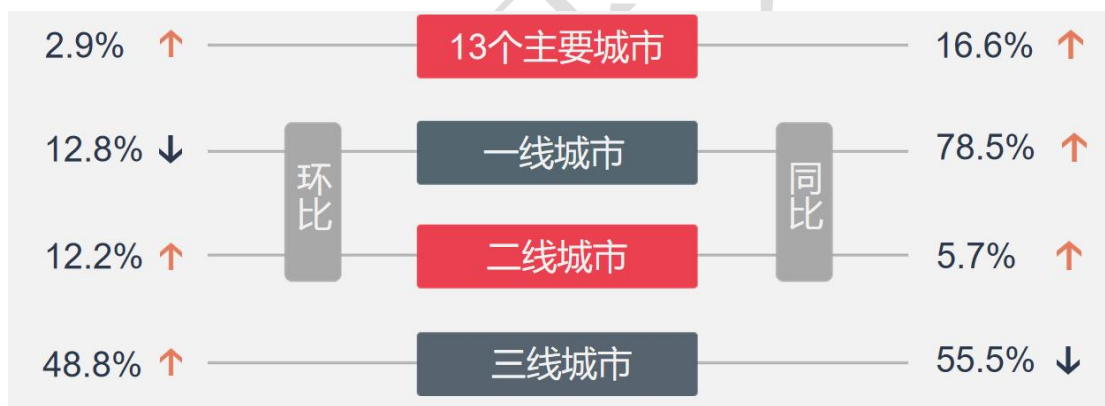 2.9% ↑ 13个主要城市 16.6% ↑
12.8% ↓ 一线城市 78.5% ↑
环比
同比
12.2% ↑ 二线城市 5.7% ↑
48.8% ↑ 三线城市 55.5% ↓